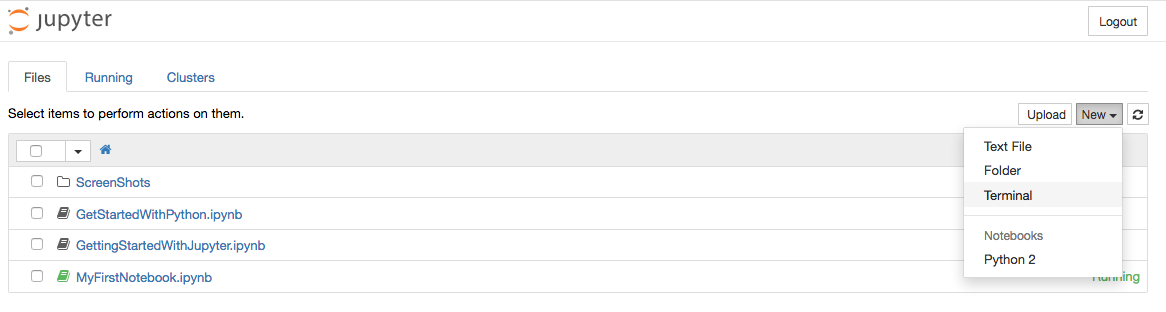 jupyter
Logout
Files Running Clusters
Select items to perform actions on them.
Upload New
Text File
Folder
ScreenShots
Terminal
GetStartedWithPython.ipynb
Notebooks
GettingStartedWithJupyter.ipynb
Python 2
MyFirstNotebook.ipynb Running